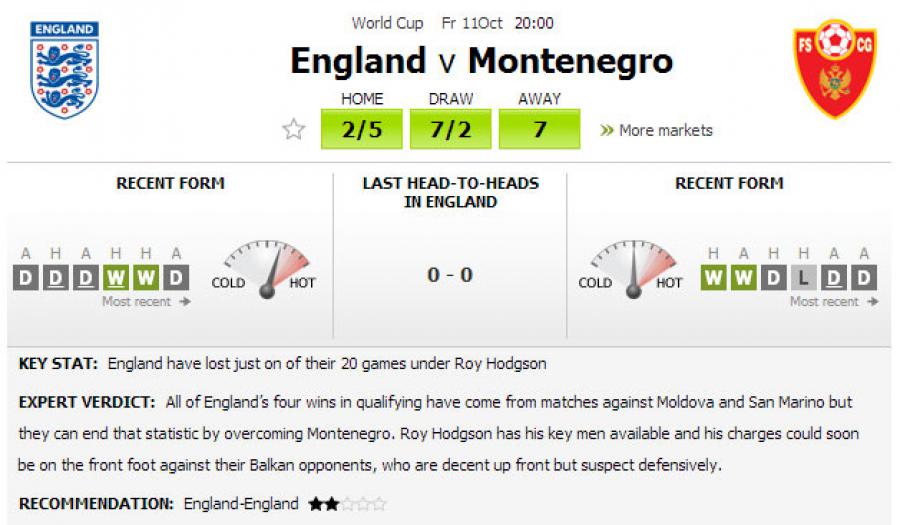 ENGLAND
World Cup Fr 11Oct 20:00
FS CG
England v Montenegro
HOME DRAW AWAY
2/5 7/2 7 » More markets
RECENT FORM
LAST HEAD-TO-HEADS
IN ENGLAND
RECENT FORM
A H A H H A
D D D W W D
Most recent →
COLD HOT
0 - 0
COLD HOT
H A H H A A
W W D L D D
Most recent →
KEY STAT: England have lost just on of their 20 games under Roy Hodgson
EXPERT VERDICT: All of England's four wins in qualifying have come from matches against Moldova and San Marino but
they can end that statistic by overcoming Montenegro. Roy Hodgson has his key men available and his charges could soon
be on the front foot against their Balkan opponents, who are decent up front but suspect defensively.
RECOMMENDATION: England-England